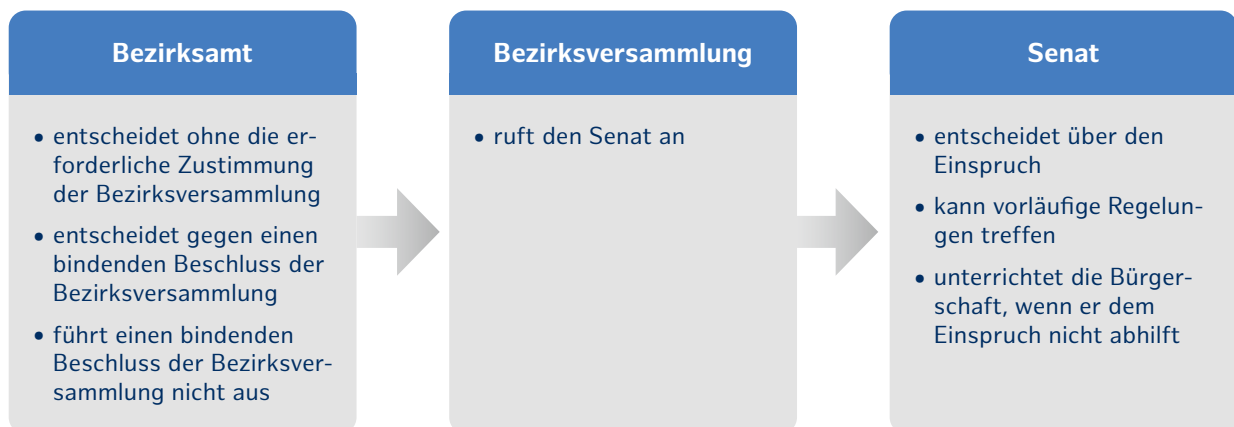 Bezirksamt
• entscheidet ohne die er-
forderliche Zustimmung
der Bezirksversammlung
• entscheidet gegen einen
bindenden Beschluss der
Bezirksversammlung
• führt einen bindenden
Beschluss der Bezirksver-
sammlung nicht aus
Bezirksversammlung
• ruft den Senat an
Senat
• entscheidet über den
Einspruch
• kann vorläufige Regelun-
gen treffen
• unterrichtet die Bürger-
schaft, wenn er dem
Einspruch nicht abhilft